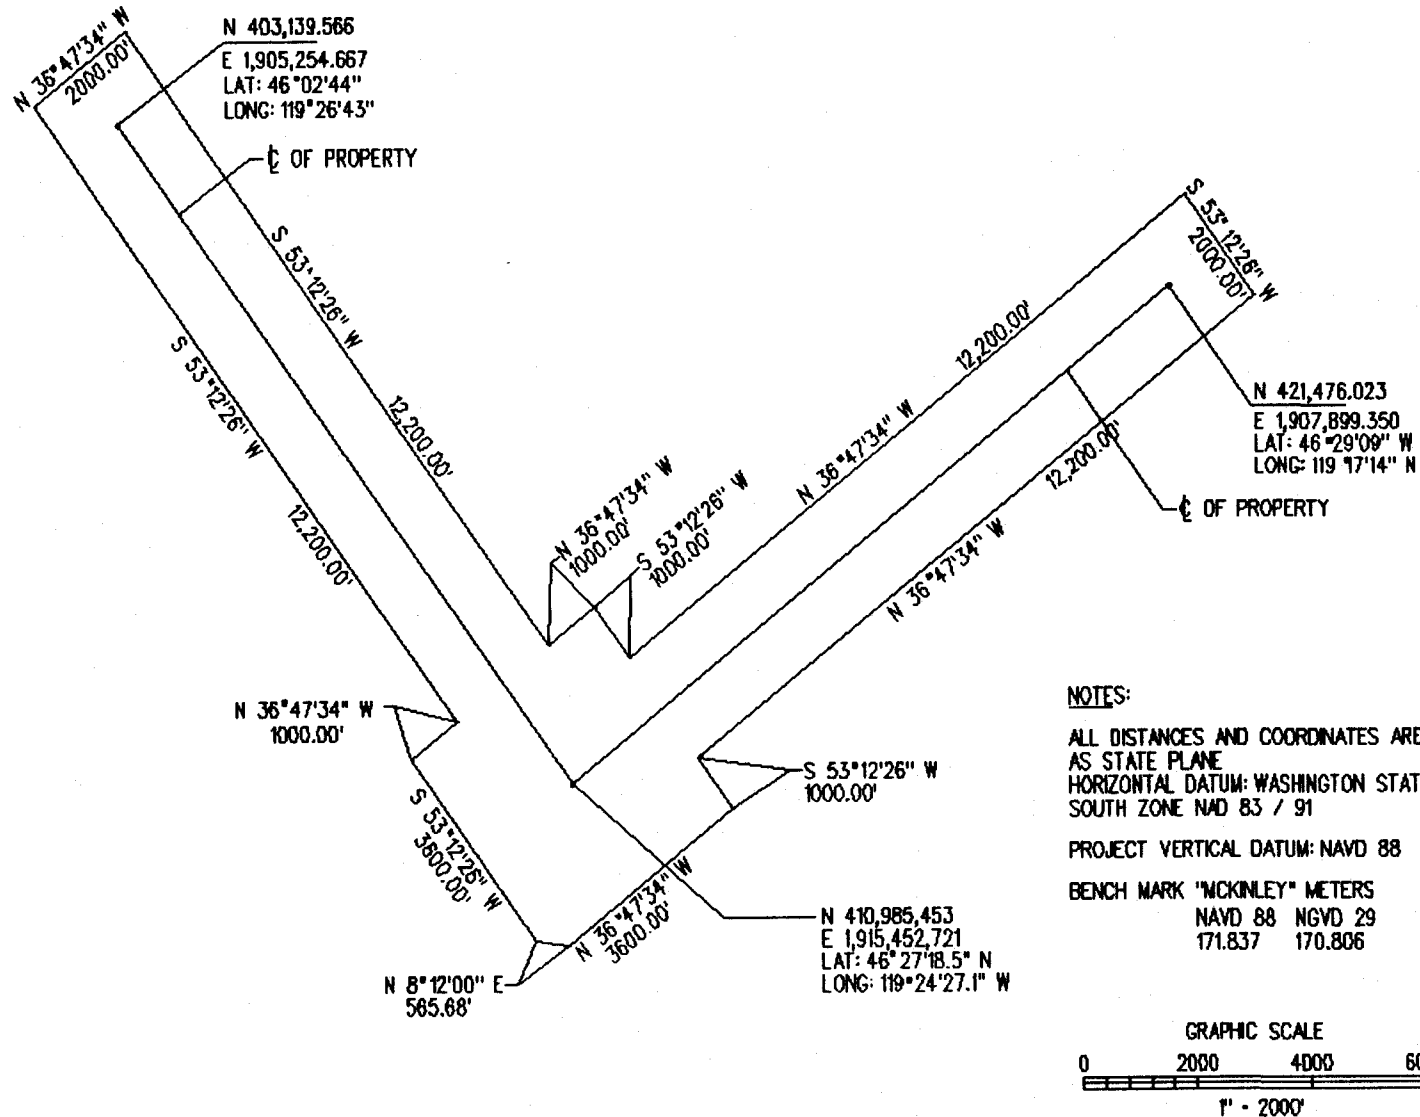 N 36°47'34" W
2000.00'
N 403,139.566
E 1,905,254.667
LAT: 46°02'44"
LONG: 119°26'43"
℄ OF PROPERTY
S 53°12'26" W
12,200.00'
S 53°12'26" W
12,200.00'
S 53° 12'26" W
2000.00'
12,200.00'
N 36°47'34" W
N 421,476.023
E 1,907,899.350
LAT: 46°29'09" W
LONG: 119 17'14" N
℄ OF PROPERTY
12,200.00'
N 36°47'34" W
N 36°47'34" W
1000.00'
S 53°12'26" W
1000.00'
N 36°47'34" W
1000.00'
S 53°12'26" W
1000.00'
S 53°12'26" W
3600.00'
N 36°47'34" W
3600.00'
N 8°12'00" E
565.68'
N 410,985,453
E 1,915,452,721
LAT: 46°27'18.5" N
LONG: 119°24'27.1" W
NOTES:
ALL DISTANCES AND COORDINATES ARE
AS STATE PLANE
HORIZONTAL DATUM: WASHINGTON STAT
SOUTH ZONE NAD 83 / 91
PROJECT VERTICAL DATUM: NAVD 88
BENCH MARK "MCKINLEY" METERS
NAVD 88 NGVD 29
171.837 170.806
GRAPHIC SCALE
0 2000 4000 60
1" - 2000'